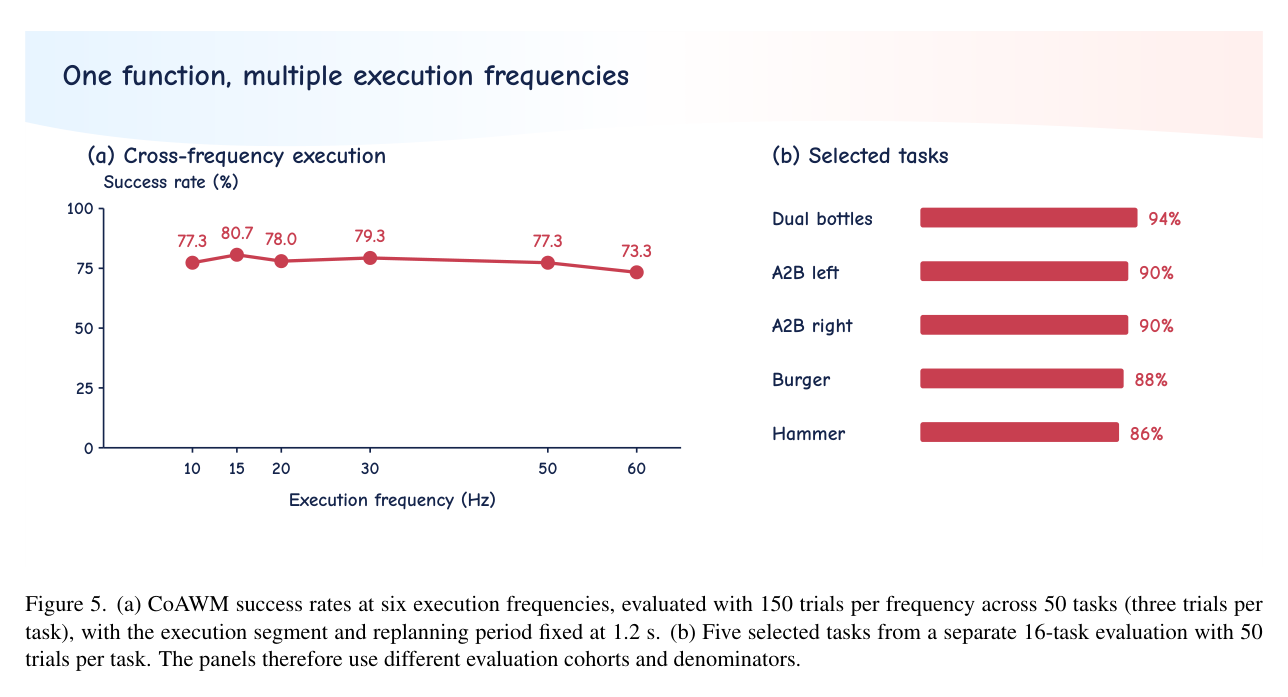 One function, multiple execution frequencies
(a) Cross-frequency execution
Success rate (%)
100
75
50
25
0
77.3
80.7
78.0
79.3
77.3
73.3
10
15
20
30
50
60
Execution frequency (Hz)
(b) Selected tasks
Dual bottles 94%
A2B left 90%
A2B right 90%
Burger 88%
Hammer 86%
Figure 5. (a) CoAWM success rates at six execution frequencies, evaluated with 150 trials per frequency across 50 tasks (three trials per
task), with the execution segment and replanning period fixed at 1.2 s. (b) Five selected tasks from a separate 16-task evaluation with 50
trials per task. The panels therefore use different evaluation cohorts and denominators.